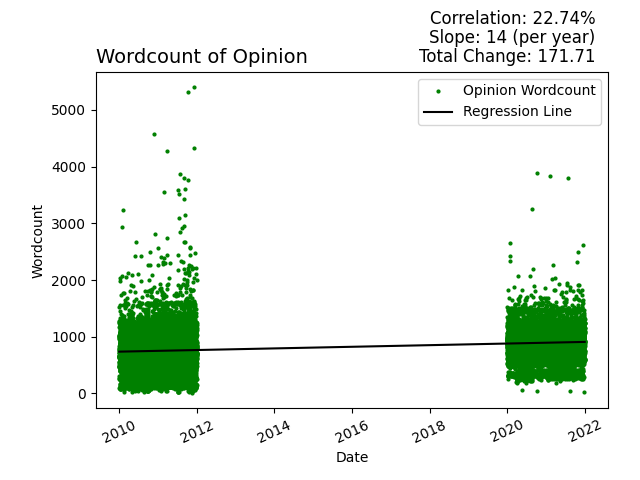 Correlation: 22.74%
Slope: 14 (per year)
Total Change: 171.71
Wordcount of Opinion
Opinion Wordcount
Regression Line
Wordcount
5000
4000
3000
2000
1000
0
2010
2012
2014
2016
2018
2020
2022
Date